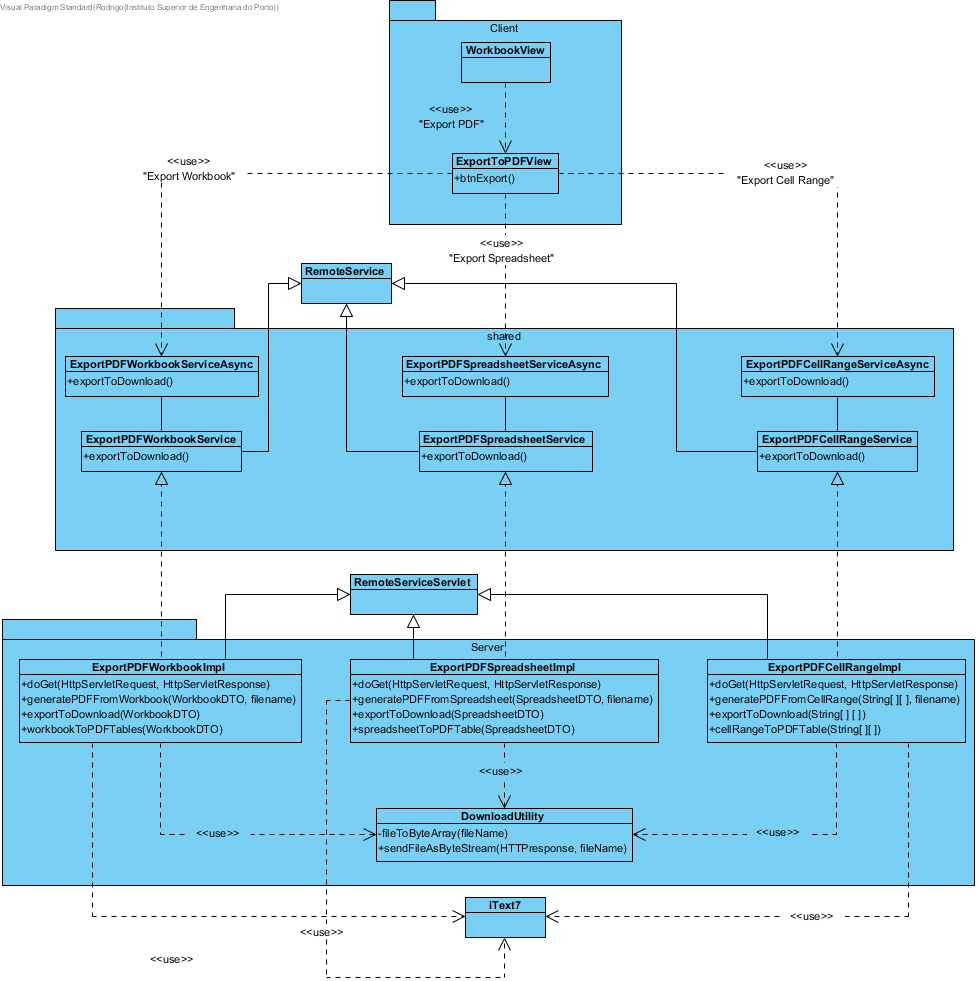 Visual Paradigm Standard(Rodrigo(Instituto Superior de Engenharia do Porto))
Client
WorkbookView
<<use>>
"Export PDF"
ExportToPDFView
+btnExport()
<<use>>
"Export Workbook"
<<use>>
"Export Cell Range"
<<use>>
"Export Spreadsheet"
RemoteService
shared
ExportPDFWorkbookServiceAsync
+exportToDownload()
ExportPDFSpreadsheetServiceAsync
+exportToDownload()
ExportPDFCellRangeServiceAsync
+exportToDownload()
ExportPDFWorkbookService
+exportToDownload()
ExportPDFSpreadsheetService
+exportToDownload()
ExportPDFCellRangeService
+exportToDownload()
RemoteServiceServlet
Server
ExportPDFWorkbookImpl
+doGet(HttpServletRequest, HttpServletResponse)
+generatePDFFromWorkbook(WorkbookDTO, filename)
+exportToDownload(WorkbookDTO)
+workbookToPDFTables(WorkbookDTO)
ExportPDFSpreadsheetImpl
+doGet(HttpServletRequest, HttpServletResponse)
+generatePDFFromSpreadsheet(SpreadsheetDTO, filename)
+exportToDownload(SpreadsheetDTO)
+spreadsheetToPDFTable(SpreadsheetDTO)
ExportPDFCellRangeImpl
+doGet(HttpServletRequest, HttpServletResponse)
+generatePDFFromCellRange(String[ ][ ], filename)
+exportToDownload(String[ ] [ ])
+cellRangeToPDFTable(String[ ][ ])
<<use>>
DownloadUtility
-fileToByteArray(fileName)
+sendFileAsByteStream(HTTPresponse, fileName)
<<use>>
<<use>>
iText7
<<use>>
<<use>>
<<use>>